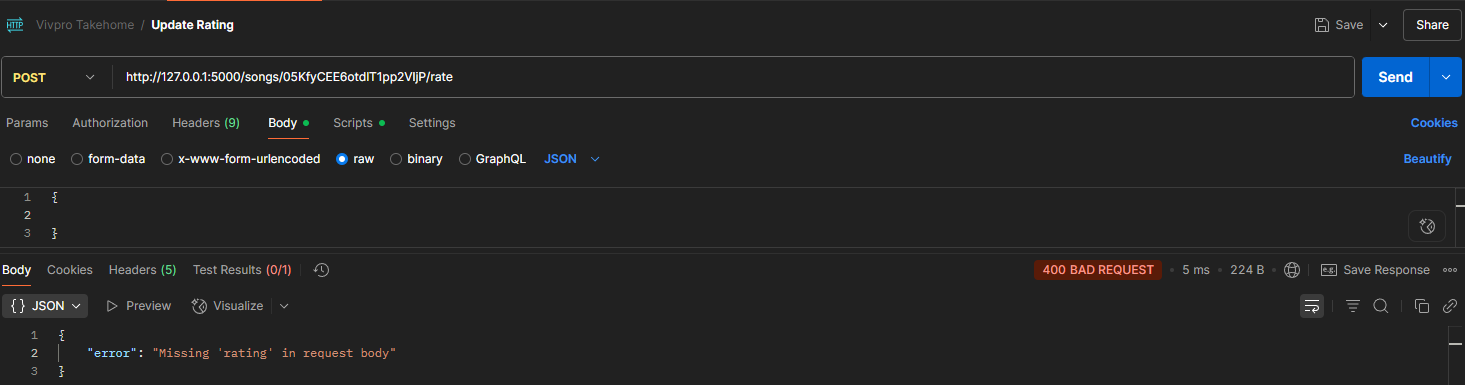 HTTP Vivpro Takehome / Update Rating Save Share
POST http://127.0.0.1:5000/songs/05KfyCEE6otdlT1pp2VIjP/rate Send
Params Authorization Headers (9) Body Scripts Settings Cookies
none form-data x-www-form-urlencoded raw binary GraphQL JSON Beautify
1 {
2
3 }
Body Cookies Headers (5) Test Results (0/1) 400 BAD REQUEST • 5 ms • 224 B • e.g. Save Response
{} JSON Preview Visualize
1 {
2 "error": "Missing 'rating' in request body"
3 }